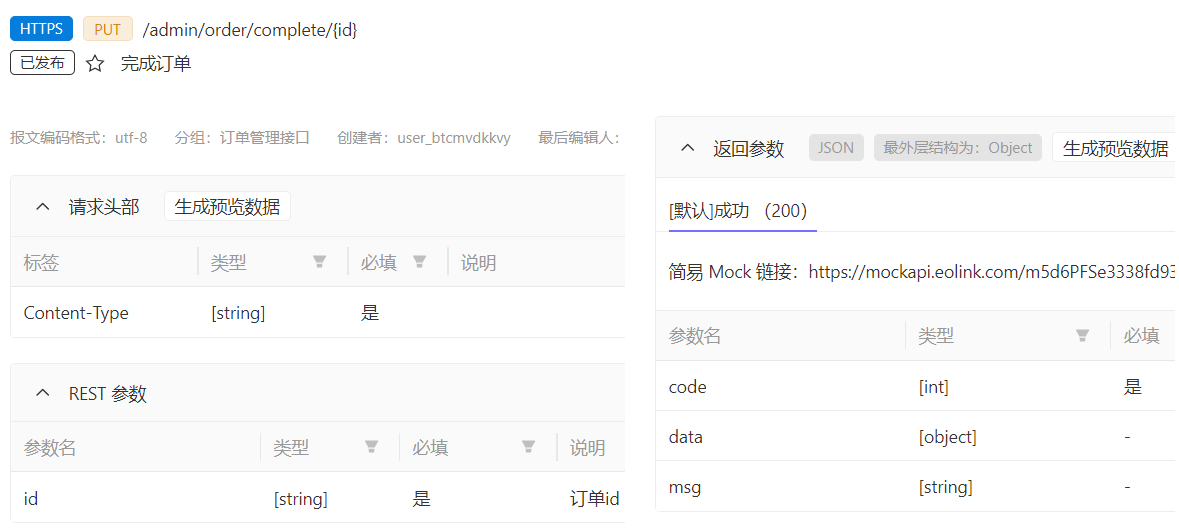 HTTPS PUT /admin/order/complete/{id}
已发布 完成订单
报文编码格式：utf-8 分组：订单管理接口 创建者：user_btcmvdkkvy 最后编辑人：
请求头部 生成预览数据
标签 类型 必填 说明
Content-Type [string] 是
REST 参数
参数名 类型 必填 说明
id [string] 是 订单id
返回参数 JSON 最外层结构为：Object 生成预览数据
[默认]成功 （200）
简易 Mock 链接：https://mockapi.eolink.com/m5d6PFSe3338fd93
参数名 类型 必填
code [int] 是
data [object] -
msg [string] -